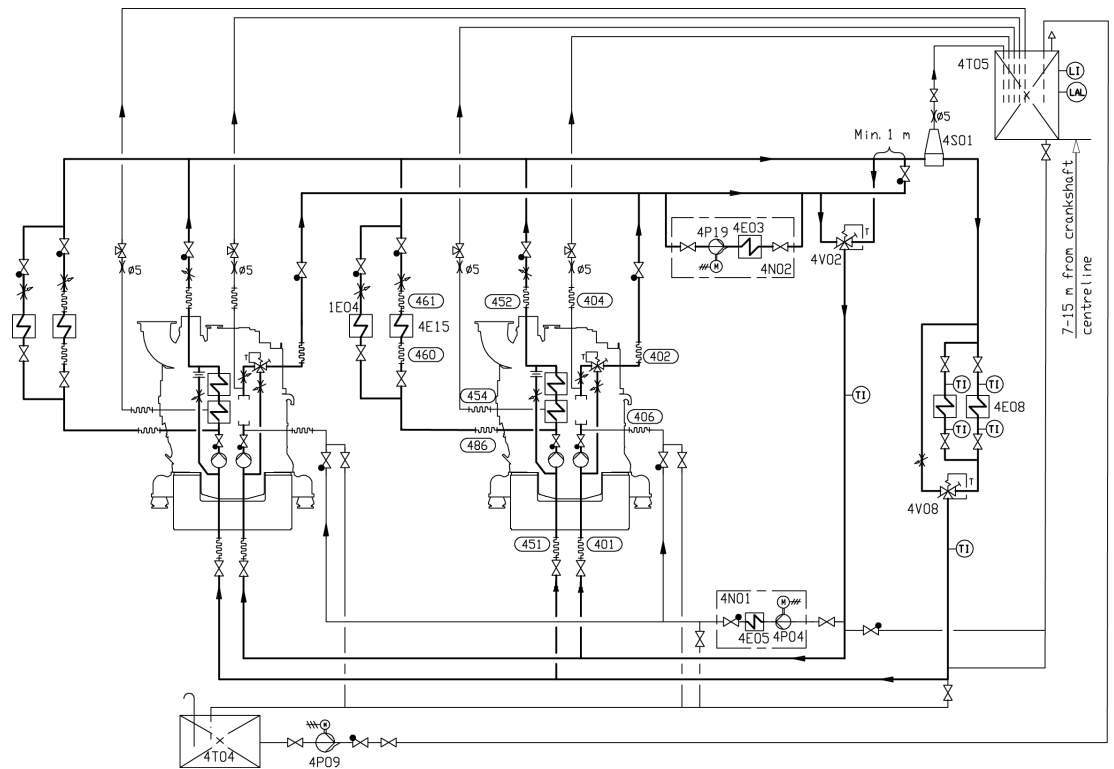 4T05
LI
LAL
ø5
4S01
Min. 1 m
7-15 m from crankshaft
centreline
4P19
4E03
M
4N02
T
4V02
ø5
ø5
ø5
ø5
1E04
461
4E15
460
452
404
402
T
T
454
406
486
TI
TI
TI
4E08
TI
TI
T
4V08
451
401
TI
4N01
M
4E05
4P04
M
4T04
4P09